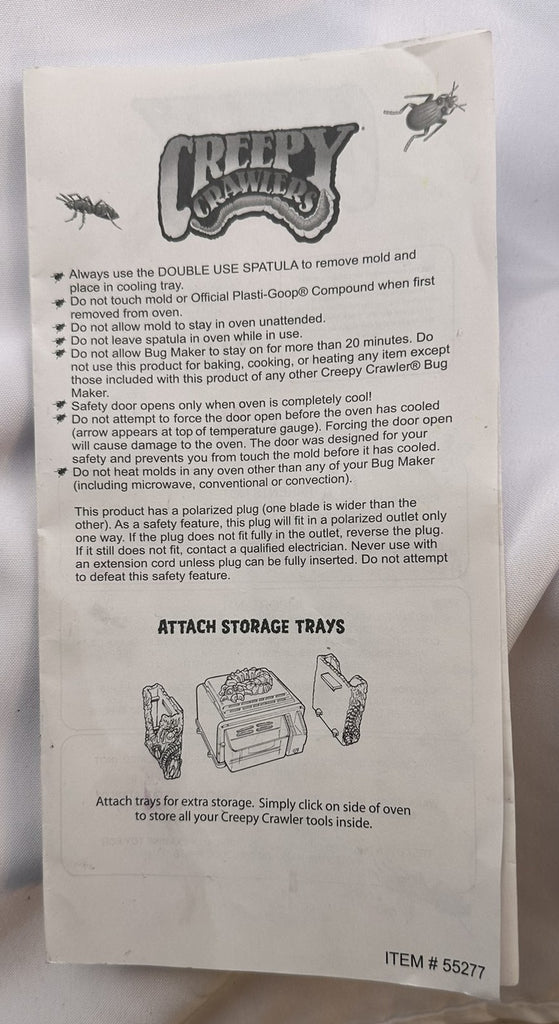 CREEPY
CRAWLERS
Always use the DOUBLE USE SPATULA to remove mold and
place in cooling tray.
Do not touch mold or Official Plasti-Goop® Compound when first
removed from oven.
Do not allow mold to stay in oven unattended.
Do not leave spatula in oven while in use.
Do not allow Bug Maker to stay on for more than 20 minutes. Do
not use this product for baking, cooking, or heating any item except
those included with this product of any other Creepy Crawler® Bug
Maker.
Safety door opens only when oven is completely cool!
Do not attempt to force the door open before the oven has cooled
(arrow appears at top of temperature gauge). Forcing the door open
will cause damage to the oven. The door was designed for your
safety and prevents you from touch the mold before it has cooled.
Do not heat molds in any oven other than any of your Bug Maker
(including microwave, conventional or convection).
This product has a polarized plug (one blade is wider than the
other). As a safety feature, this plug will fit in a polarized outlet only
one way. If the plug does not fit fully in the outlet, reverse the plug.
If it still does not fit, contact a qualified electrician. Never use with
an extension cord unless plug can be fully inserted. Do not attempt
to defeat this safety feature.
ATTACH STORAGE TRAYS
Attach trays for extra storage. Simply click on side of oven
to store all your Creepy Crawler tools inside.
ITEM # 55277